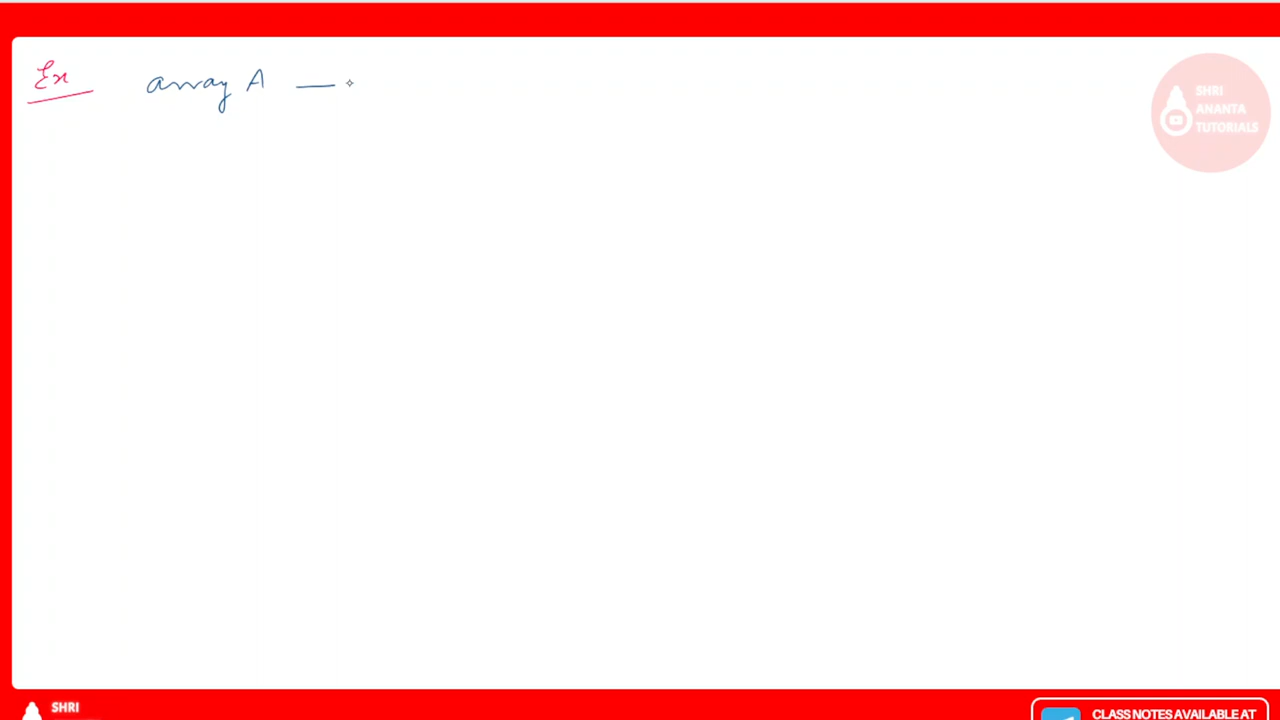 Ex array A —
SHRI
ANANTA
TUTORIALS
SHRI
CLASS NOTES AVAILABLE AT